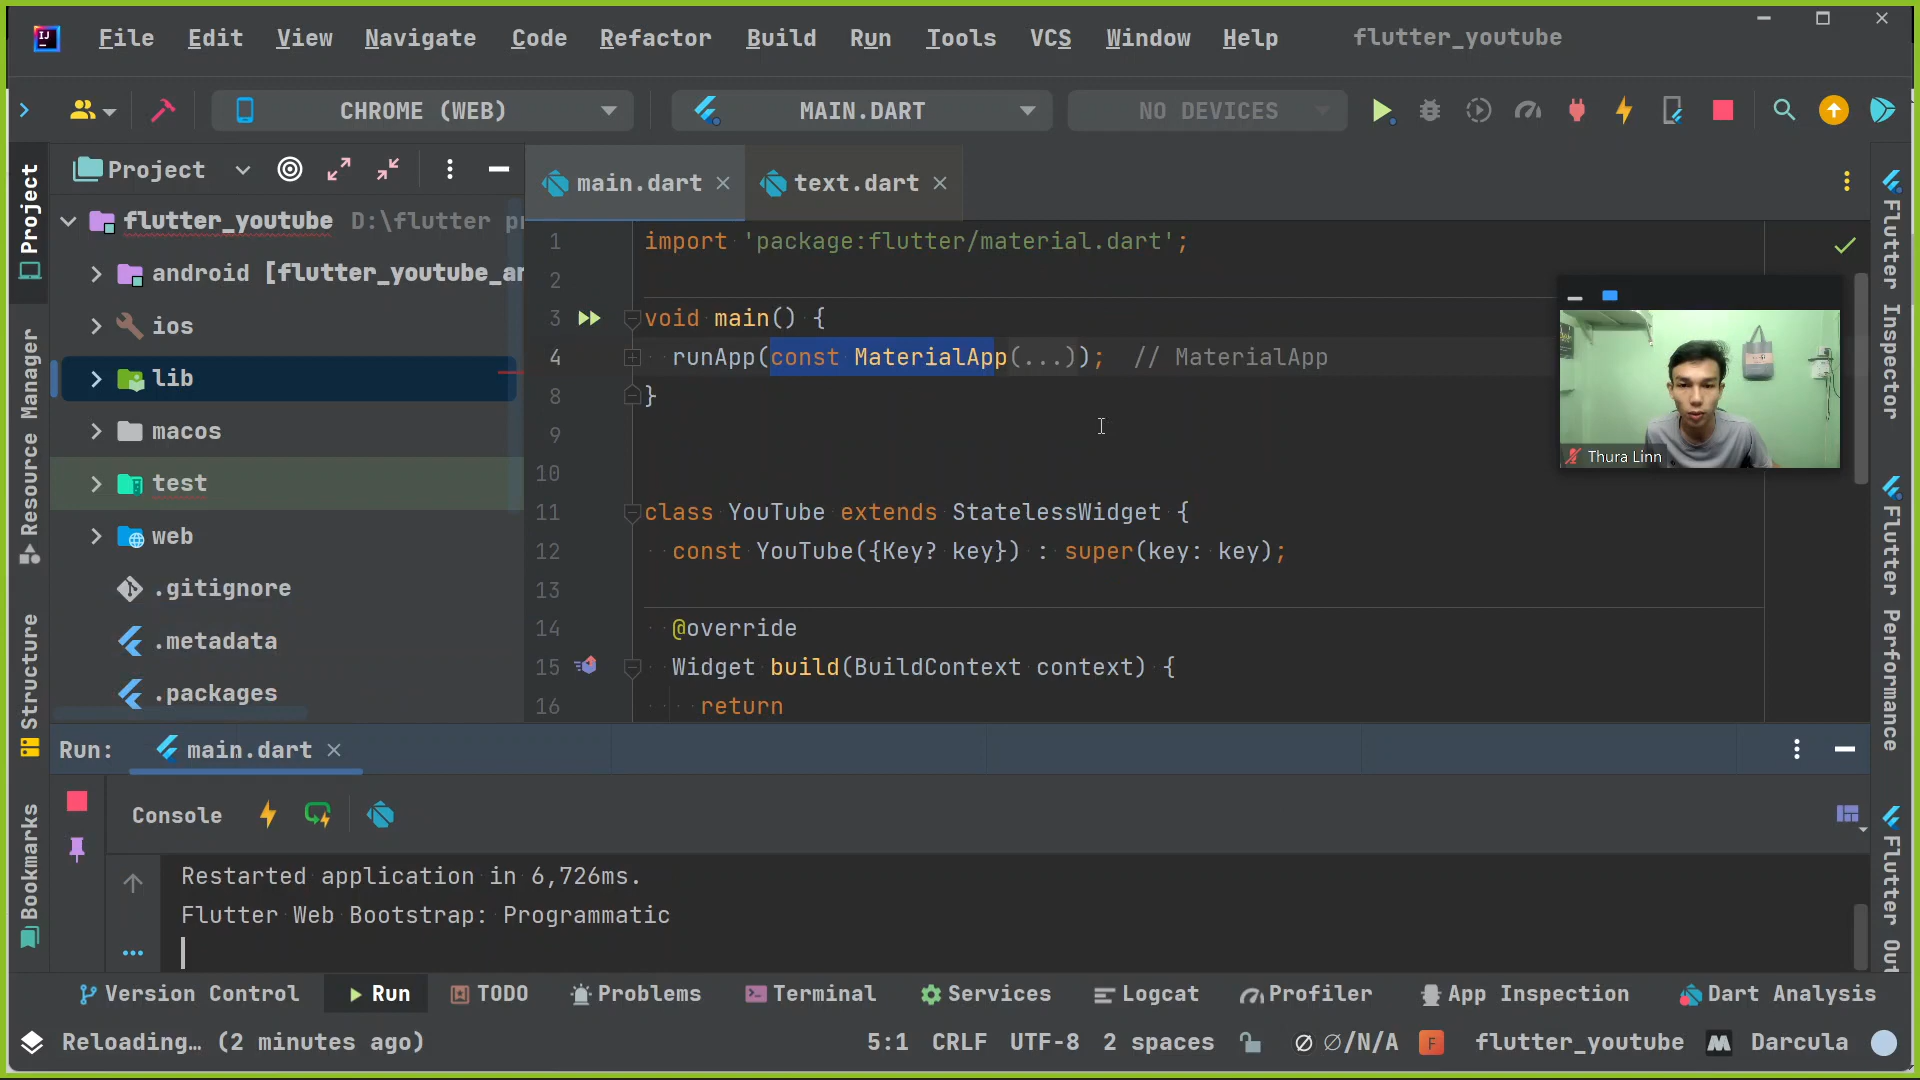 File Edit View Navigate Code Refactor Build Run Tools VCS Window Help flutter_youtube
CHROME (WEB) MAIN.DART NO DEVICES
Project
main.dart
text.dart
Project
Resource Manager
Structure
Bookmarks
flutter_youtube D:\flutter pr
android [flutter_youtube_an
ios
lib
macos
test
web
.gitignore
.metadata
.packages
1 import 'package:flutter/material.dart';
2
3 void main() {
4 runApp(const MaterialApp(...)); // MaterialApp
8 }
9
10
11 class YouTube extends StatelessWidget {
12 const YouTube({Key? key}) : super(key: key);
13
14 @override
15 Widget build(BuildContext context) {
16 return
Thura Linn
Flutter Inspector
Flutter Performance
Flutter Out
Run: main.dart
Console
Restarted application in 6,726ms.
Flutter Web Bootstrap: Programmatic
Version Control Run TODO Problems Terminal Services Logcat Profiler App Inspection Dart Analysis
Reloading… (2 minutes ago) 5:1 CRLF UTF-8 2 spaces ∅/N/A F flutter_youtube M Darcula